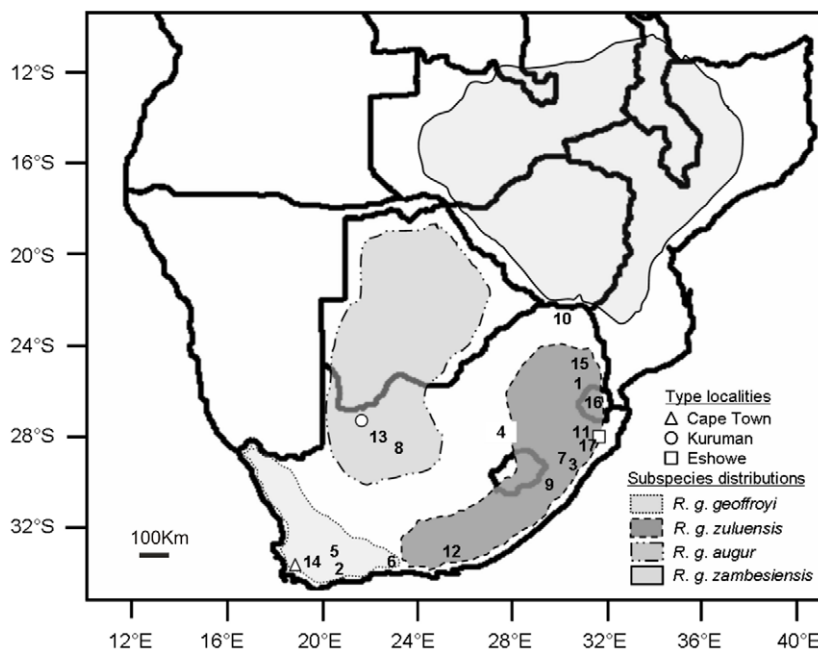 12°S
16°S
20°S
24°S
28°S
32°S
10
15
1
16
Type localities
Cape Town
Kuruman
Eshowe
4
11
17
13
8
7
3
9
Subspecies distributions
R. g. geoffroyi
R. g. zuluensis
R. g. augur
R. g. zambesiensis
100Km
14
5
2
6
12
12°E
16°E
20°E
24°E
28°E
32°E
36°E
40°E